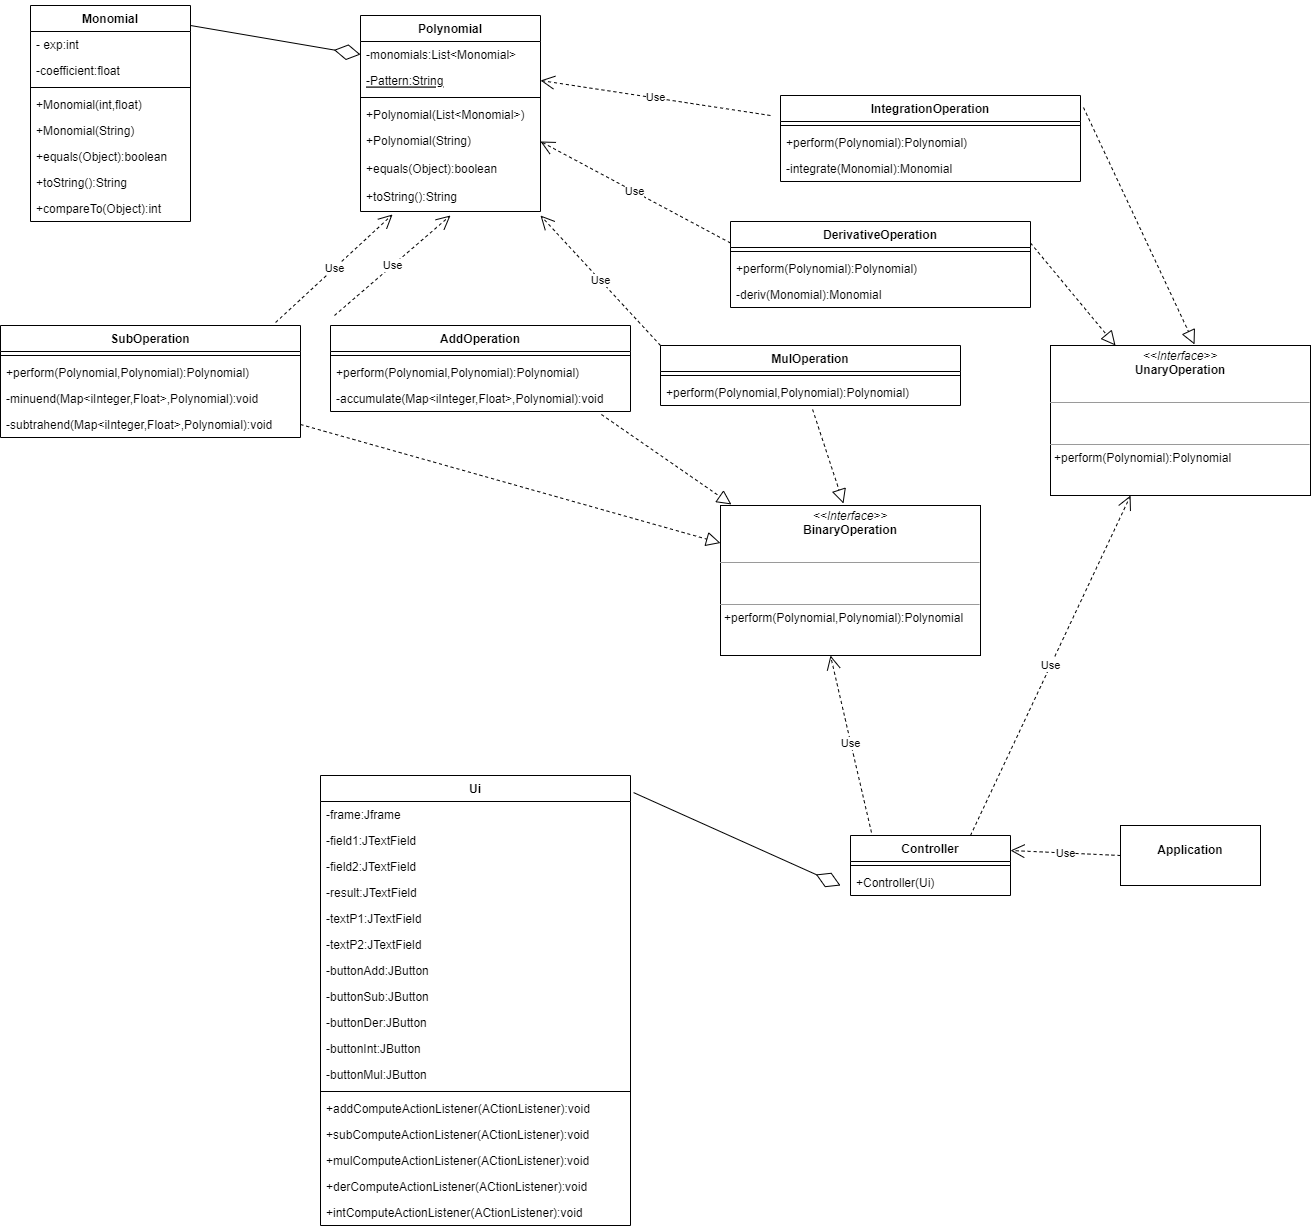 Monomial
- exp:int
-coefficient:float
+Monomial(int,float)
+Monomial(String)
+equals(Object):boolean
+toString():String
+compareTo(Object):int
Polynomial
-monomials:List<Monomial>
-Pattern:String
+Polynomial(List<Monomial>)
+Polynomial(String)
+equals(Object):boolean
+toString():String
Use
IntegrationOperation
+perform(Polynomial):Polynomial)
-integrate(Monomial):Monomial
Use
DerivativeOperation
+perform(Polynomial):Polynomial)
-deriv(Monomial):Monomial
Use
Use
Use
SubOperation
+perform(Polynomial,Polynomial):Polynomial)
-minuend(Map<iInteger,Float>,Polynomial):void
-subtrahend(Map<iInteger,Float>,Polynomial):void
AddOperation
+perform(Polynomial,Polynomial):Polynomial)
-accumulate(Map<iInteger,Float>,Polynomial):void
MulOperation
+perform(Polynomial,Polynomial):Polynomial)
<<Interface>>
UnaryOperation
+perform(Polynomial):Polynomial
<<Interface>>
BinaryOperation
+perform(Polynomial,Polynomial):Polynomial
Use
Use
Ui
-frame:Jframe
-field1:JTextField
-field2:JTextField
-result:JTextField
-textP1:JTextField
-textP2:JTextField
-buttonAdd:JButton
-buttonSub:JButton
-buttonDer:JButton
-buttonInt:JButton
-buttonMul:JButton
+addComputeActionListener(ACtionListener):void
+subComputeActionListener(ACtionListener):void
+mulComputeActionListener(ACtionListener):void
+derComputeActionListener(ACtionListener):void
+intComputeActionListener(ACtionListener):void
Controller
+Controller(Ui)
Use
Application